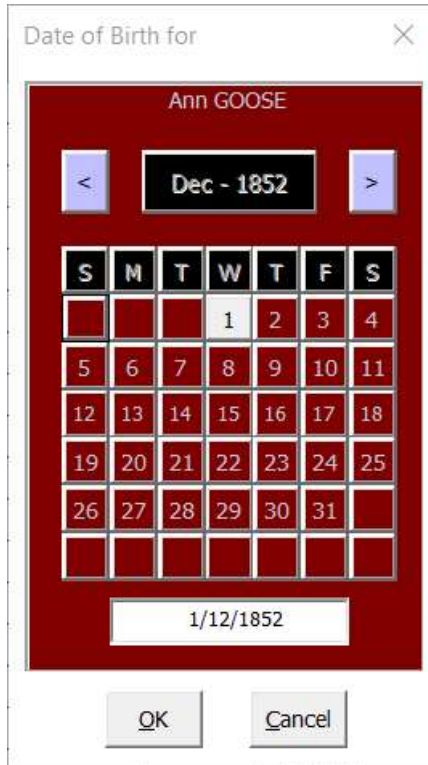 Date of Birth for
Ann GOOSE
< Dec - 1852 >
S M T W T F S
1 2 3 4
5 6 7 8 9 10 11
12 13 14 15 16 17 18
19 20 21 22 23 24 25
26 27 28 29 30 31
1/12/1852
OK Cancel